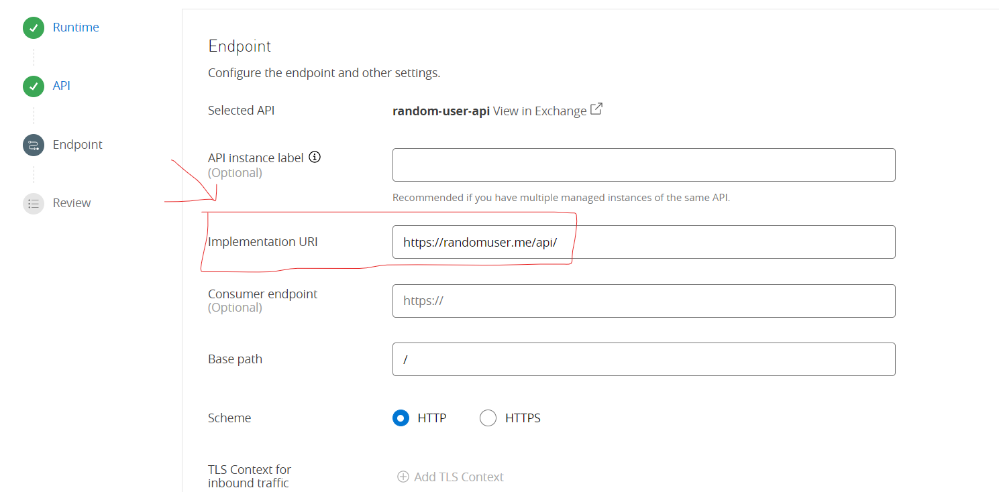 Runtime
API
Endpoint
Review
Endpoint
Configure the endpoint and other settings.
Selected API
random-user-api View in Exchange
API instance label
(Optional)
Recommended if you have multiple managed instances of the same API.
Implementation URI
https://randomuser.me/api/
Consumer endpoint
(Optional)
https://
Base path
/
Scheme
HTTP
HTTPS
TLS Context for
inbound traffic
Add TLS Context